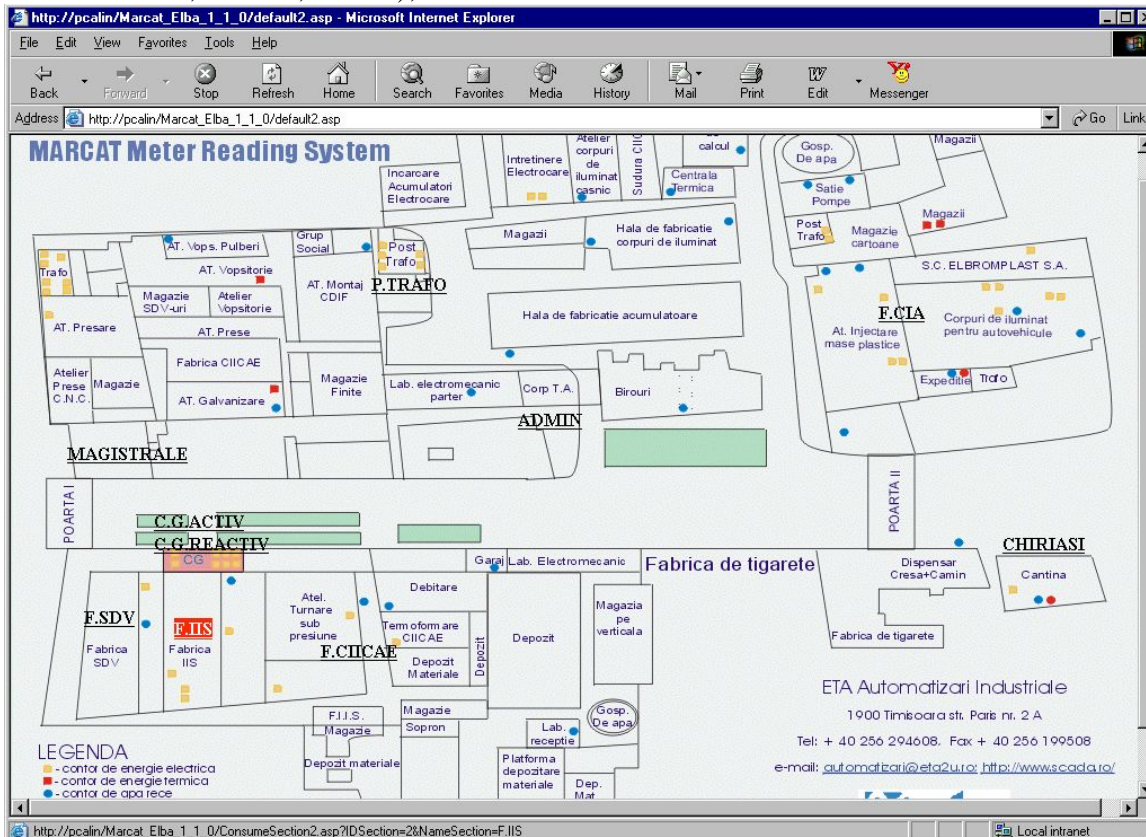 http://pcalin/Marcat_Elba_1_1_0/default2.asp - Microsoft Internet Explorer
File Edit View Favorites Tools Help
Back Forward Stop Refresh Home Search Favorites Media History Mail Print Edit Messenger
Address http://pcalin/Marcat_Elba_1_1_0/default2.asp Go Link
MARCAT Meter Reading System
Incarcare
Acumulatori
Electrocare
Intretinere
Electrocare
Atelier
corpuri
de
iluminat
casnic
Sudura CIIC
calcul
Centrala
Termica
Gosp.
De apa
Satie
Pompe
Magazii
Post
Trafo
Magazie
cartoane
Magazii
S.C. ELBROMPLAST S.A.
Trafo
AT. Vops. Pulberi
AT. Vopsitorie
Magazie
SDV-uri
Atelier
Vopsitorie
AT. Presare
AT. Prese
Fabrica CIICAE
Atelier
Prese
C.N.C.
Magazie
AT. Galvanizare
Grup
Social
AT. Montaj
CDIF
Magazie
Finite
Post
Trafo
P.TRAFO
Magazii
Hala de fabricatie
corpuri de iluminat
Hala de fabricatie acumulatoare
Lab. electromecanic
parter
Corp T.A.
Birouri
ADMIN
F.CIA
At. Injectare
mase plastice
Corpuri de iluminat
pentru autovehicule
Expeditie
Trafo
MAGISTRALE
POARTA I
POARTA II
C.G.ACTIV
C.G.REACTIV
CG
F.SDV
Fabrica
SDV
F.IIS
Fabrica
IIS
Atel.
Turnare
sub
presiune
F.CIICAE
Debitare
Termoformare
CIICAE
Depozit
Materiale
Depozit
Garaj
Lab. Electromecanic
Depozit
Magazia
pe
verticala
Fabrica de tigarete
Dispensar
Cresa+Camin
Fabrica de tigarete
CHIRIASI
Cantina
F.I.I.S.
Magazie
Depozit materiale
Magazie
Sopron
Lab.
receptie
Gosp.
De apa
Platforma
depozitare
materiale
Dep.
Mat.
ETA Automatizari Industriale
1900 Timisoara str. Paris nr. 2 A
Tel: + 40 256 294608. Fax + 40 256 199508
e-mail: automatizari@eta2u.ro; http://www.scada.ro/
LEGENDA
- contor de energie electrica
- contor de energie termica
- contor de apa rece
http://pcalin/Marcat_Elba_1_1_0/ConsumeSection2.asp?IDSection=2&NameSection=F.IIS
Local intranet